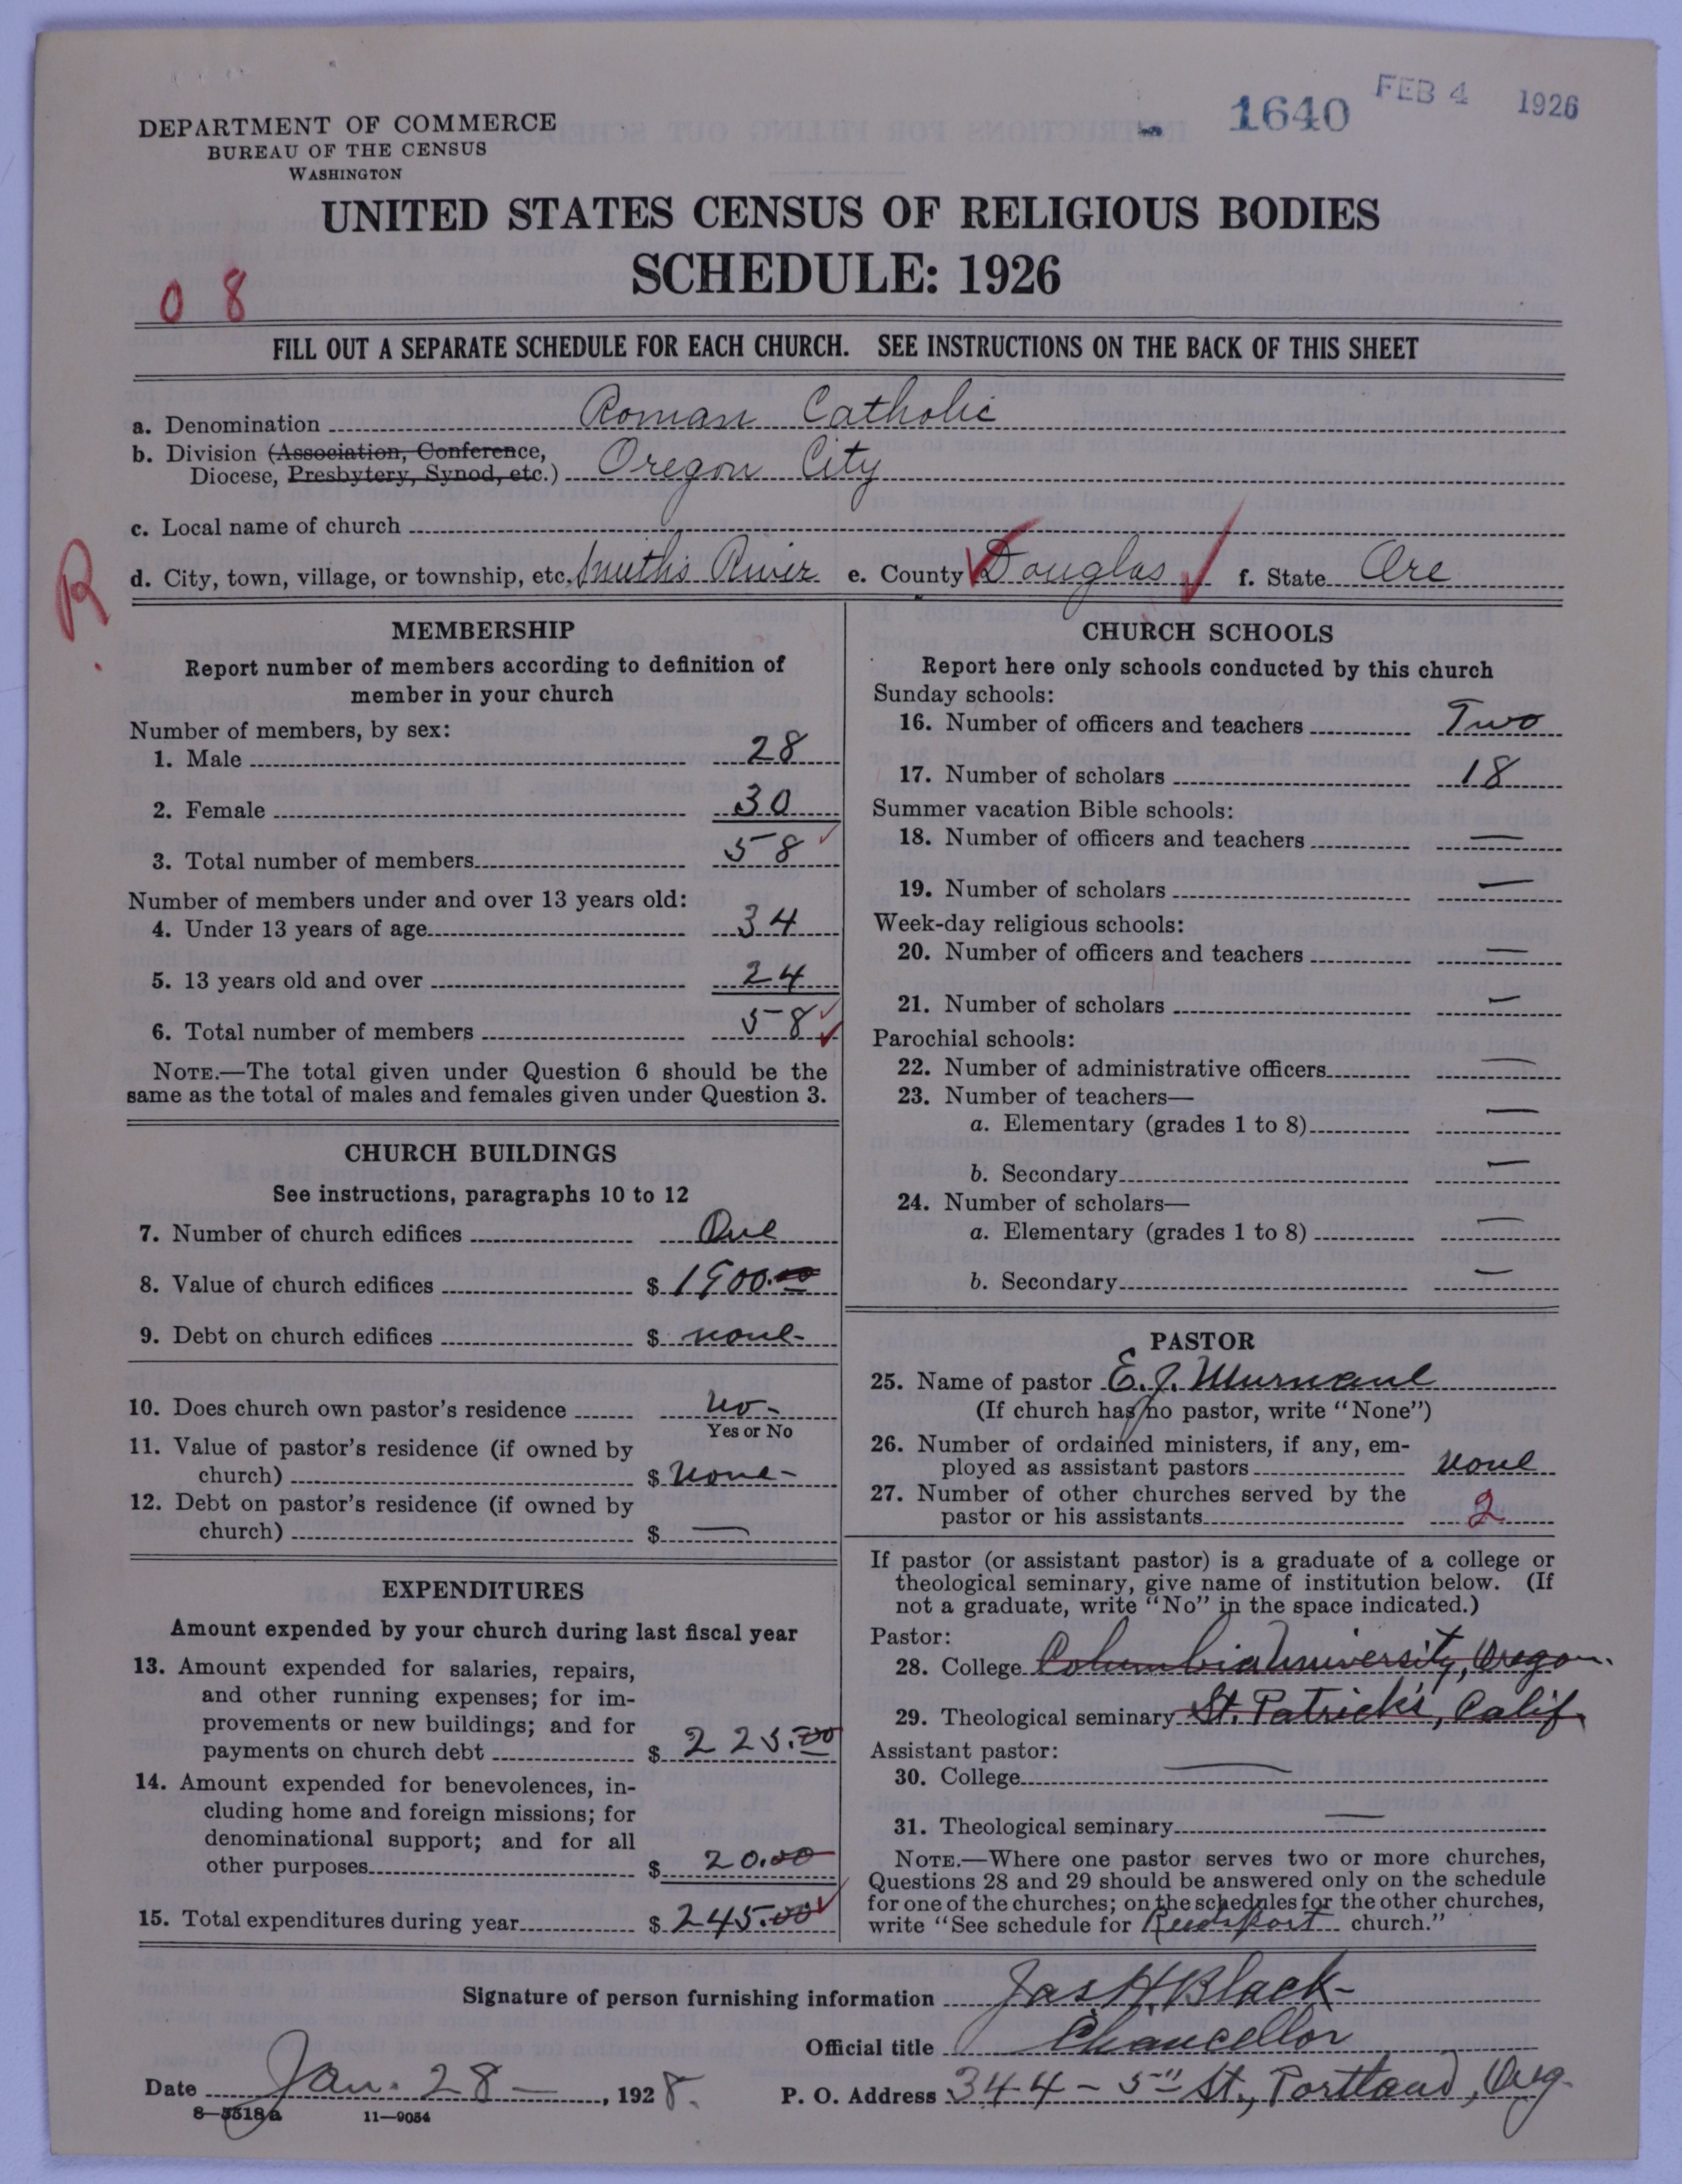 1640 FEB 4 1926
DEPARTMENT OF COMMERCE
BUREAU OF THE CENSUS
WASHINGTON
UNITED STATES CENSUS OF RELIGIOUS BODIES
SCHEDULE: 1926
0 8
FILL OUT A SEPARATE SCHEDULE FOR EACH CHURCH. SEE INSTRUCTIONS ON THE BACK OF THIS SHEET
a. Denomination Roman Catholic
b. Division (Association, Conference,
Diocese, Presbytery, Synod, etc.) Oregon City
c. Local name of church
R
d. City, town, village, or township, etc. Smiths River e. County Douglas f. State Ore
MEMBERSHIP
Report number of members according to definition of
member in your church
Number of members, by sex:
1. Male 28
2. Female 30
3. Total number of members 58
Number of members under and over 13 years old:
4. Under 13 years of age 34
5. 13 years old and over 24
6. Total number of members 58
NOTE.—The total given under Question 6 should be the
same as the total of males and females given under Question 3.
CHURCH BUILDINGS
See instructions, paragraphs 10 to 12
7. Number of church edifices One
8. Value of church edifices $ 1900.00
9. Debt on church edifices $ none-
10. Does church own pastor's residence no-
Yes or No
11. Value of pastor's residence (if owned by
church) $ None-
12. Debt on pastor's residence (if owned by
church) $ —
EXPENDITURES
Amount expended by your church during last fiscal year
13. Amount expended for salaries, repairs,
and other running expenses; for im-
provements or new buildings; and for
payments on church debt $ 225.00
14. Amount expended for benevolences, in-
cluding home and foreign missions; for
denominational support; and for all
other purposes $ 20.00
15. Total expenditures during year $ 245.00
CHURCH SCHOOLS
Report here only schools conducted by this church
Sunday schools:
16. Number of officers and teachers Two
17. Number of scholars 18
Summer vacation Bible schools:
18. Number of officers and teachers —
19. Number of scholars —
Week-day religious schools:
20. Number of officers and teachers —
21. Number of scholars —
Parochial schools:
22. Number of administrative officers —
23. Number of teachers—
a. Elementary (grades 1 to 8) —
b. Secondary —
24. Number of scholars—
a. Elementary (grades 1 to 8) —
b. Secondary —
PASTOR
25. Name of pastor E. J. Murnane
(If church has no pastor, write "None")
26. Number of ordained ministers, if any, em-
ployed as assistant pastors none
27. Number of other churches served by the
pastor or his assistants 2
If pastor (or assistant pastor) is a graduate of a college or
theological seminary, give name of institution below. (If
not a graduate, write "No" in the space indicated.)
Pastor:
28. College Columbia University, Oregon.
29. Theological seminary St. Patrick's, Calif.
Assistant pastor:
30. College —
31. Theological seminary —
NOTE.—Where one pastor serves two or more churches,
Questions 28 and 29 should be answered only on the schedule
for one of the churches; on the schedules for the other churches,
write "See schedule for Reedsport church."
Signature of person furnishing information Jas. H. Black
Official title Chancellor
Date Jan. 28 —, 1928. P. O. Address 344 - 5th St., Portland, Oreg.
8—3518a 11—9054